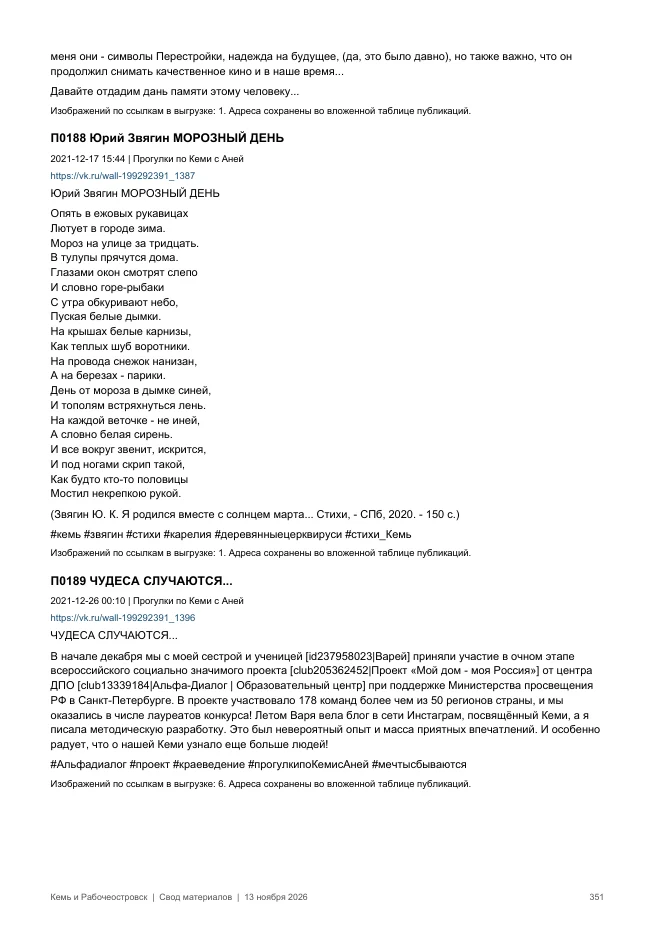 меня они - символы Перестройки, надежда на будущее, (да, это было давно), но также важно, что он
продолжил снимать качественное кино и в наше время...
Давайте отдадим дань памяти этому человеку...
Изображений по ссылкам в выгрузке: 1. Адреса сохранены во вложенной таблице публикаций.
П0188 Юрий Звягин МОРОЗНЫЙ ДЕНЬ
2021-12-17 15:44 | Прогулки по Кеми с Аней
https://vk.ru/wall-199292391_1387
Юрий Звягин МОРОЗНЫЙ ДЕНЬ
Опять в ежовых рукавицах
Лютует в городе зима.
Мороз на улице за тридцать.
В тулупы прячутся дома.
Глазами окон смотрят слепо
И словно горе-рыбаки
С утра обкуривают небо,
Пуская белые дымки.
На крышах белые карнизы,
Как теплых шуб воротники.
На провода снежок нанизан,
А на березах - парики.
День от мороза в дымке синей,
И тополям встряхнуться лень.
На каждой веточке - не иней,
А словно белая сирень.
И все вокруг звенит, искрится,
И под ногами скрип такой,
Как будто кто-то половицы
Мостил некрепкою рукой.
(Звягин Ю. К. Я родился вместе с солнцем марта... Стихи, - СПб, 2020. - 150 с.)
#кемь #звягин #стихи #карелия #деревянныецерквируси #стихи_Кемь
Изображений по ссылкам в выгрузке: 1. Адреса сохранены во вложенной таблице публикаций.
П0189 ЧУДЕСА СЛУЧАЮТСЯ...
2021-12-26 00:10 | Прогулки по Кеми с Аней
https://vk.ru/wall-199292391_1396
ЧУДЕСА СЛУЧАЮТСЯ...
В начале декабря мы с моей сестрой и ученицей [id237958023|Варей] приняли участие в очном этапе
всероссийского социально значимого проекта [club205362452|Проект «Мой дом - моя Россия»] от центра
ДПО [club13339184|Альфа-Диалог | Образовательный центр] при поддержке Министерства просвещения
РФ в Санкт-Петербурге. В проекте участвовало 178 команд более чем из 50 регионов страны, и мы
оказались в числе лауреатов конкурса! Летом Варя вела блог в сети Инстаграм, посвящённый Кеми, а я
писала методическую разработку. Это был невероятный опыт и масса приятных впечатлений. И особенно
радует, что о нашей Кеми узнало еще больше людей!
#Альфадиалог #проект #краеведение #прогулкипоКемисАней #мечтысбываются
Изображений по ссылкам в выгрузке: 6. Адреса сохранены во вложенной таблице публикаций.
Кемь и Рабочеостровск | Свод материалов | 13 ноября 2026 351